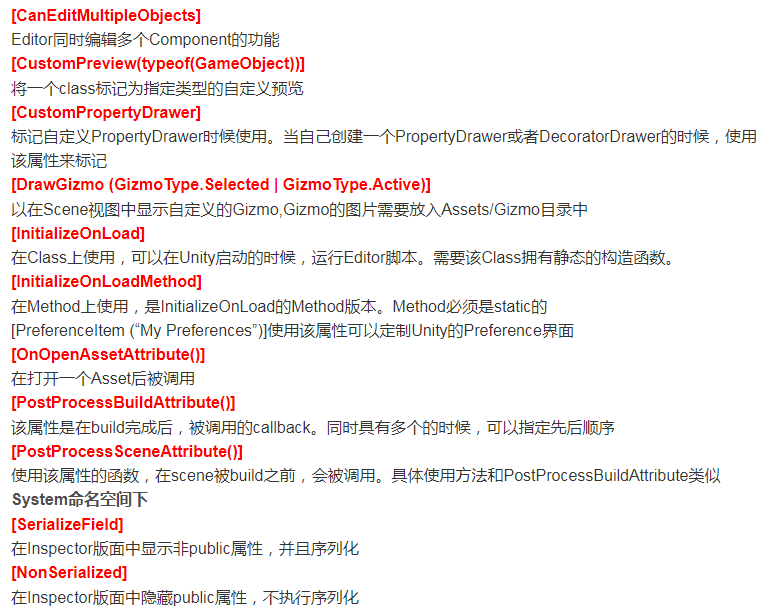 [CanEditMultipleObjects]
Editor同时编辑多个Component的功能
[CustomPreview(typeof(GameObject))]
将一个class标记为指定类型的自定义预览
[CustomPropertyDrawer]
标记自定义PropertyDrawer时候使用。当自己创建一个PropertyDrawer或者DecoratorDrawer的时候，使用
该属性来标记
[DrawGizmo (GizmoType.Selected | GizmoType.Active)]
以在Scene视图中显示自定义的Gizmo,Gizmo的图片需要放入Assets/Gizmo目录中
[InitializeOnLoad]
在Class上使用，可以在Unity启动的时候，运行Editor脚本。需要该Class拥有静态的构造函数。
[InitializeOnLoadMethod]
在Method上使用，是InitializeOnLoad的Method版本。Method必须是static的
[PreferenceItem (“My Preferences”)]使用该属性可以定制Unity的Preference界面
[OnOpenAssetAttribute()]
在打开一个Asset后被调用
[PostProcessBuildAttribute()]
该属性是在build完成后，被调用的callback。同时具有多个的时候，可以指定先后顺序
[PostProcessSceneAttribute()]
使用该属性的函数，在scene被build之前，会被调用。具体使用方法和PostProcessBuildAttribute类似
System命名空间下
[SerializeField]
在Inspector版面中显示非public属性，并且序列化
[NonSerialized]
在Inspector版面中隐藏public属性，不执行序列化